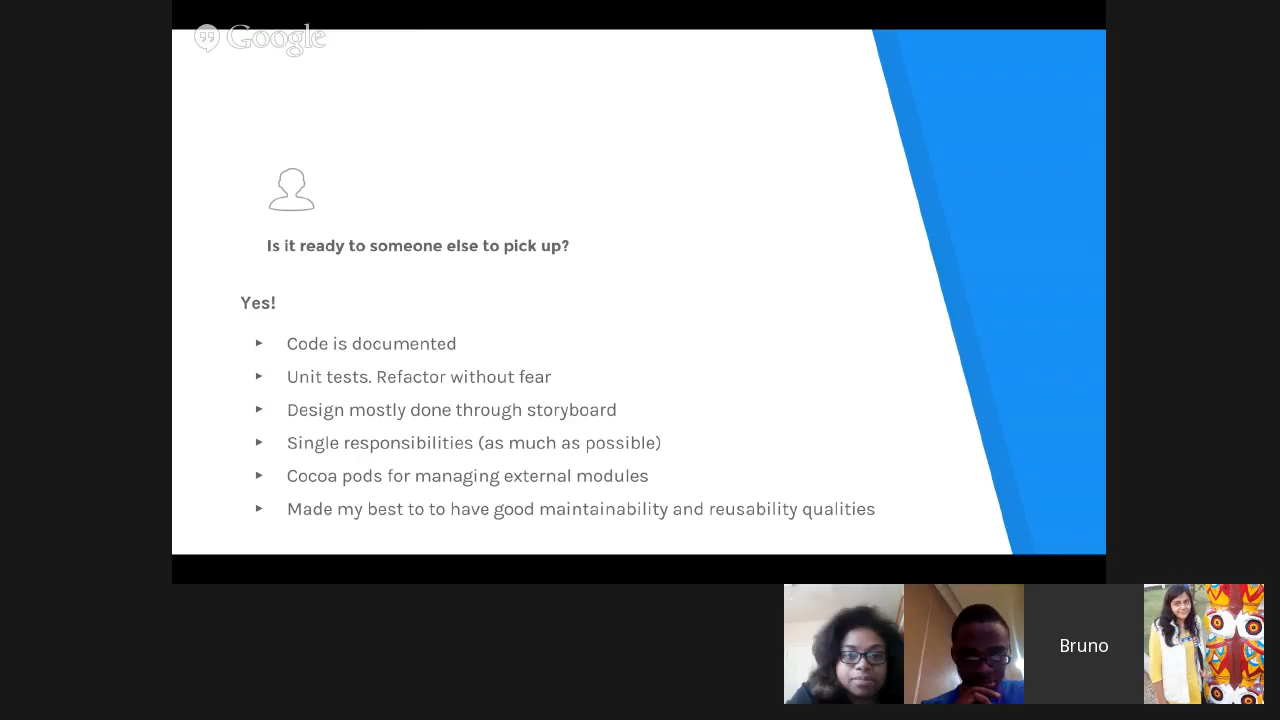 Google
Is it ready to someone else to pick up?
Yes!
Code is documented
Unit tests. Refactor without fear
Design mostly done through storyboard
Single responsibilities (as much as possible)
Cocoa pods for managing external modules
Made my best to to have good maintainability and reusability qualities
Bruno